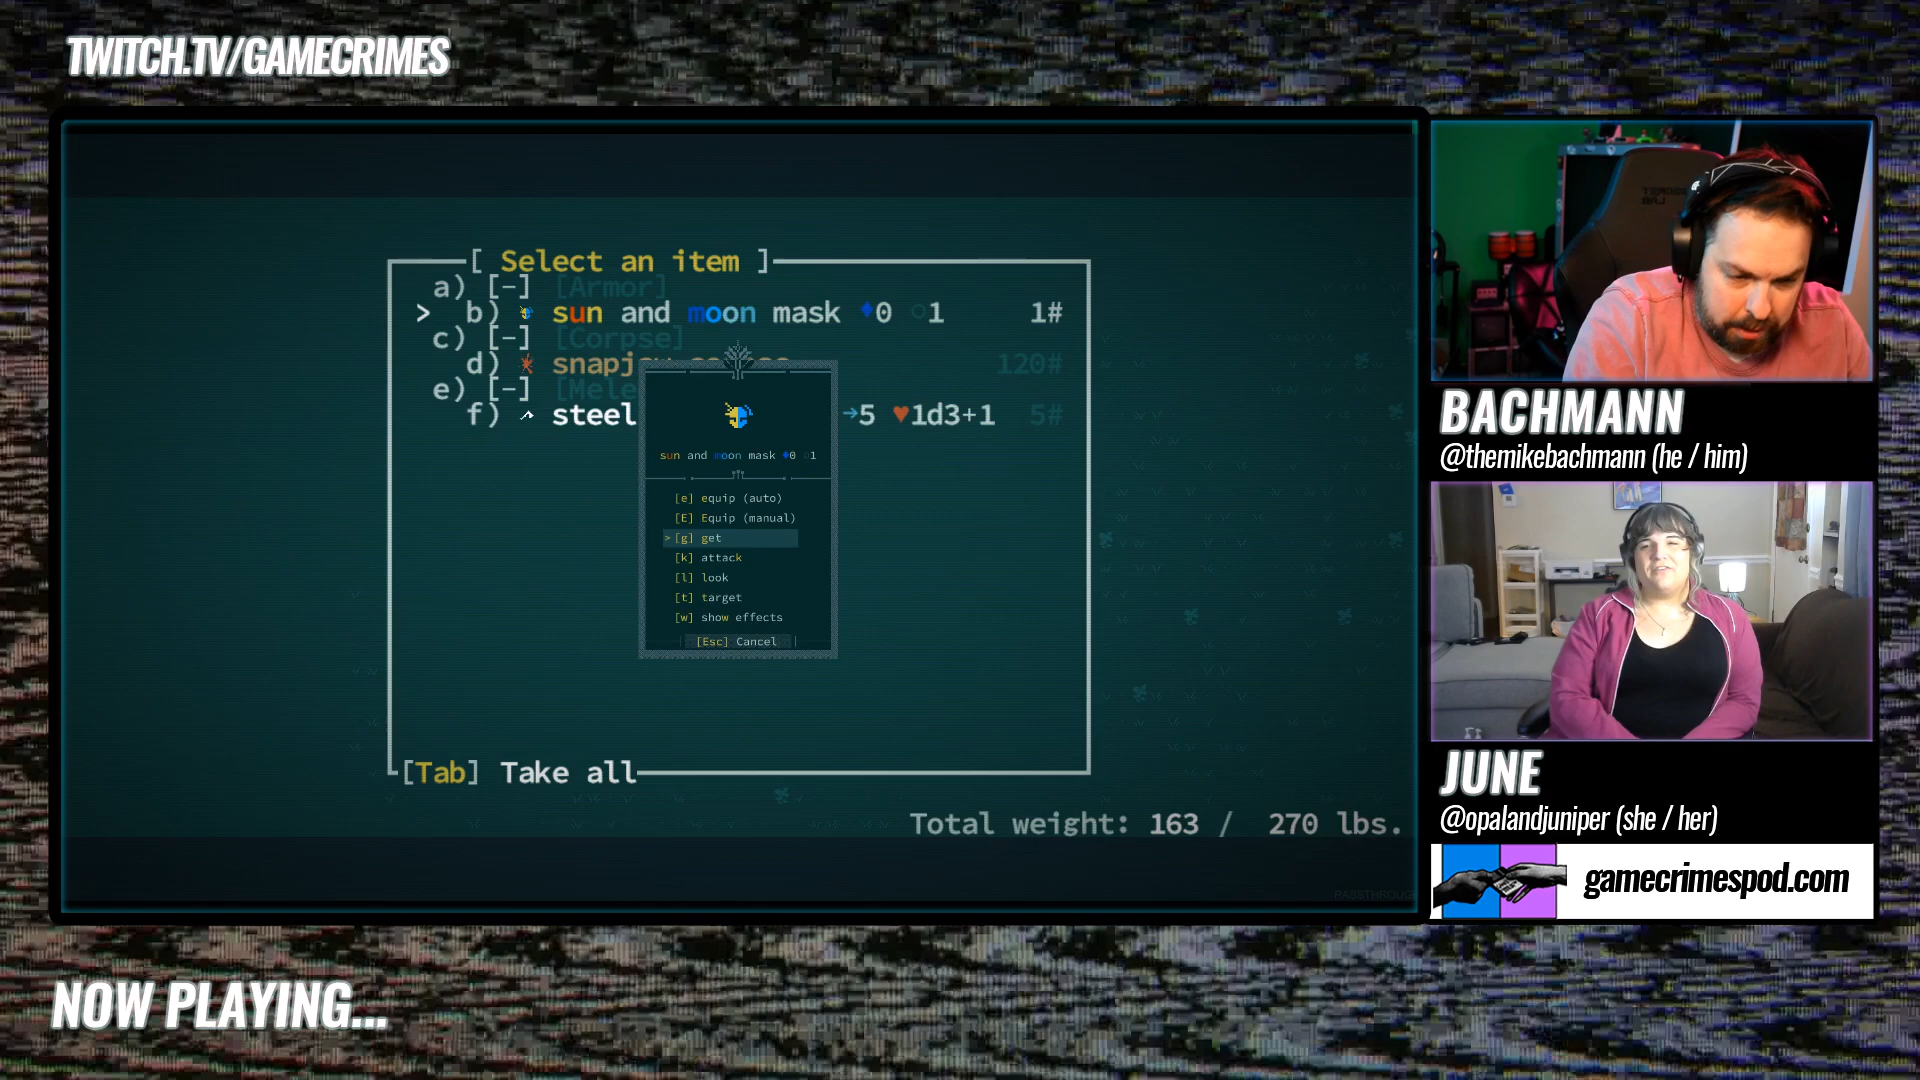 TWITCH.TV/GAMECRIMES
[ Select an item ]
a) [-] [Armor]
> b) sun and moon mask ♦0 ○1 1#
c) [-] [Corpse]
d) snapjaw corpse 120#
e) [-]
f) steel →5 ♥1d3+1 5#
sun and moon mask ♦0 ○1
[e] equip (auto)
[E] Equip (manual)
> [g] get
[k] attack
[l] look
[t] target
[w] show effects
[Esc] Cancel
[Tab] Take all
Total weight: 163 / 270 lbs.
BACHMANN
@themikebachmann (he / him)
JUNE
@opalandjuniper (she / her)
gamecrimespod.com
NOW PLAYING...